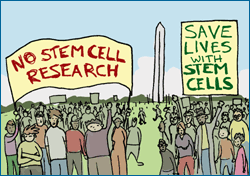 NO STEM CELL
RESEARCH
SAVE
LIVES
WITH
STEM
CELLS